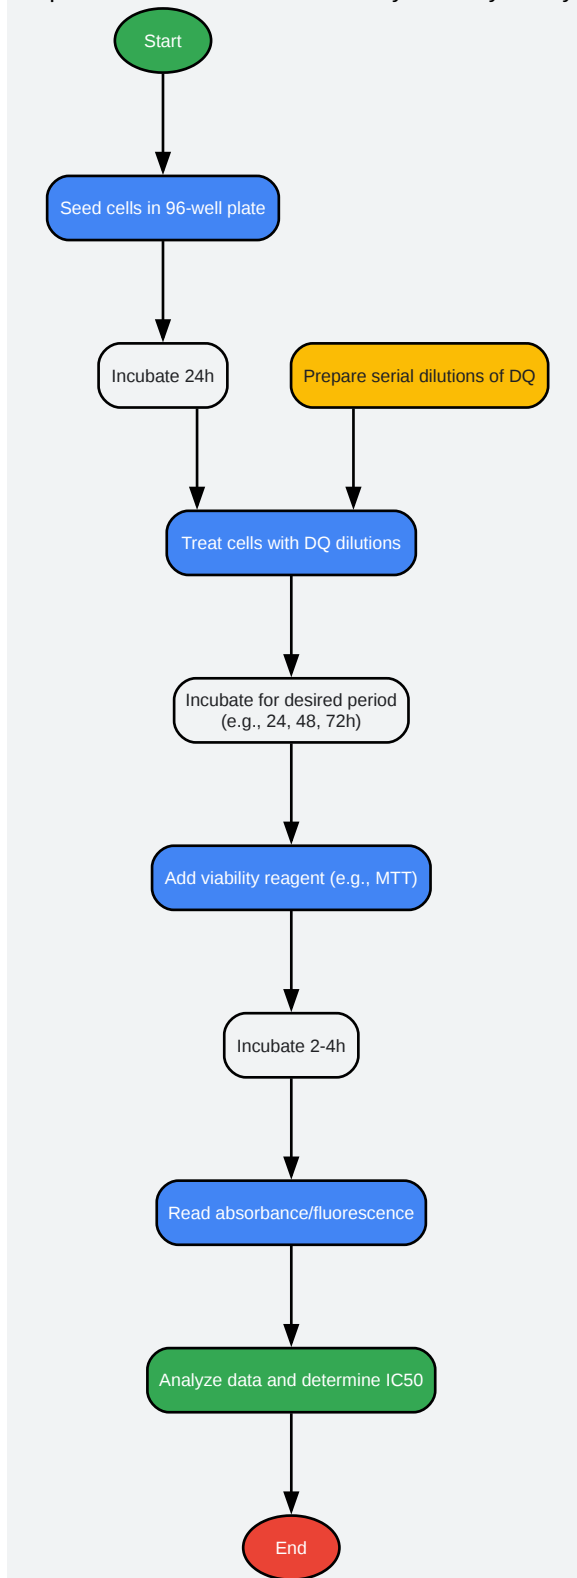 Start
Seed cells in 96-well plate
Incubate 24h
Prepare serial dilutions of DQ
Treat cells with DQ dilutions
Incubate for desired period
(e.g., 24, 48, 72h)
Add viability reagent (e.g., MTT)
Incubate 2-4h
Read absorbance/fluorescence
Analyze data and determine IC50
End